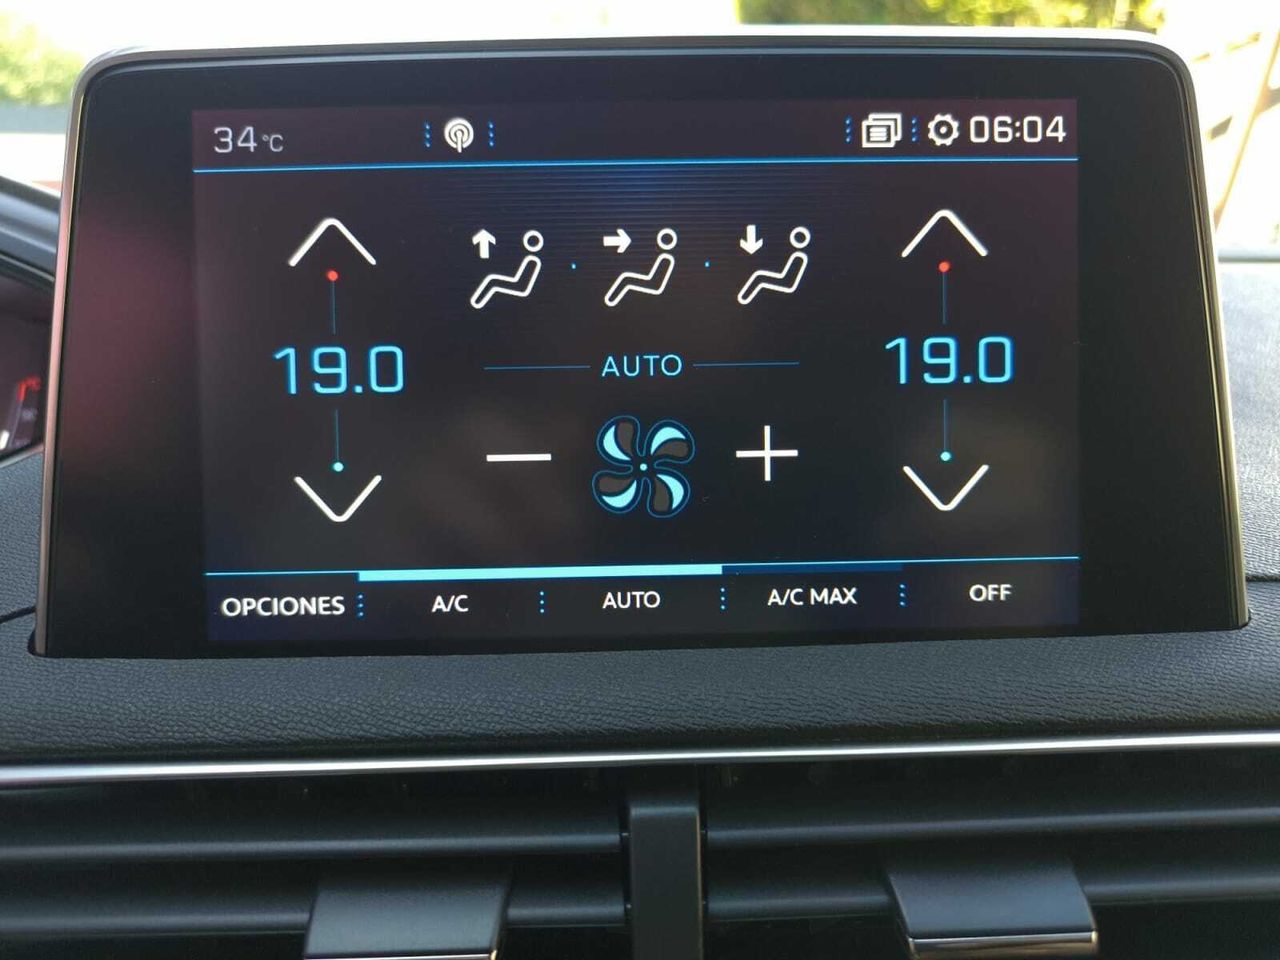 34°C 06:04
19.0 AUTO 19.0
OPCIONES A/C AUTO A/C MAX OFF